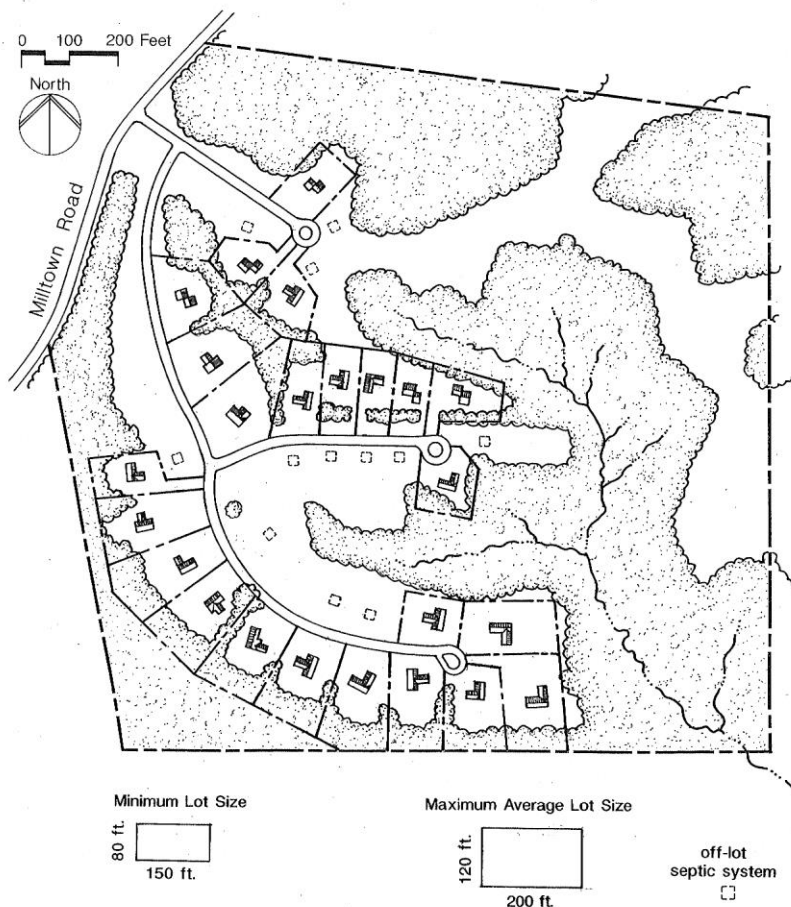 0 100 200 Feet
North
Milltown Road
Minimum Lot Size
80 ft.
150 ft.
Maximum Average Lot Size
120 ft.
200 ft.
off-lot
septic system